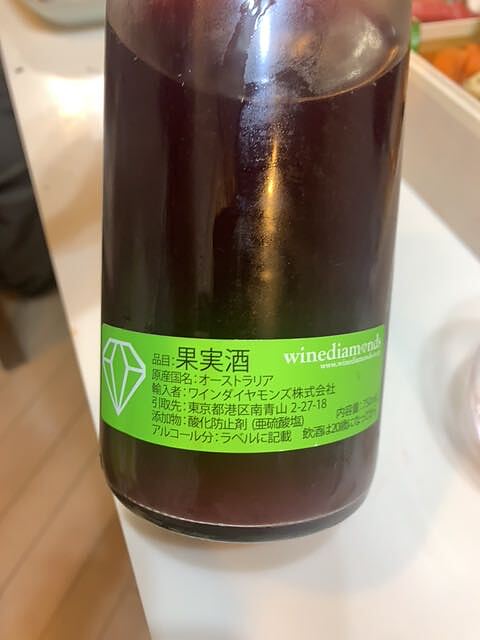 winediamonds
品目:果実酒
原産国名:オーストラリア
輸入者:ワインダイヤモンズ株式会社
引取先:東京都港区南青山 2-27-18
添加物:酸化防止剤 (亜硫酸塩)
内容量:750
アルコール分:ラベルに記載 飲酒は20歳になってから